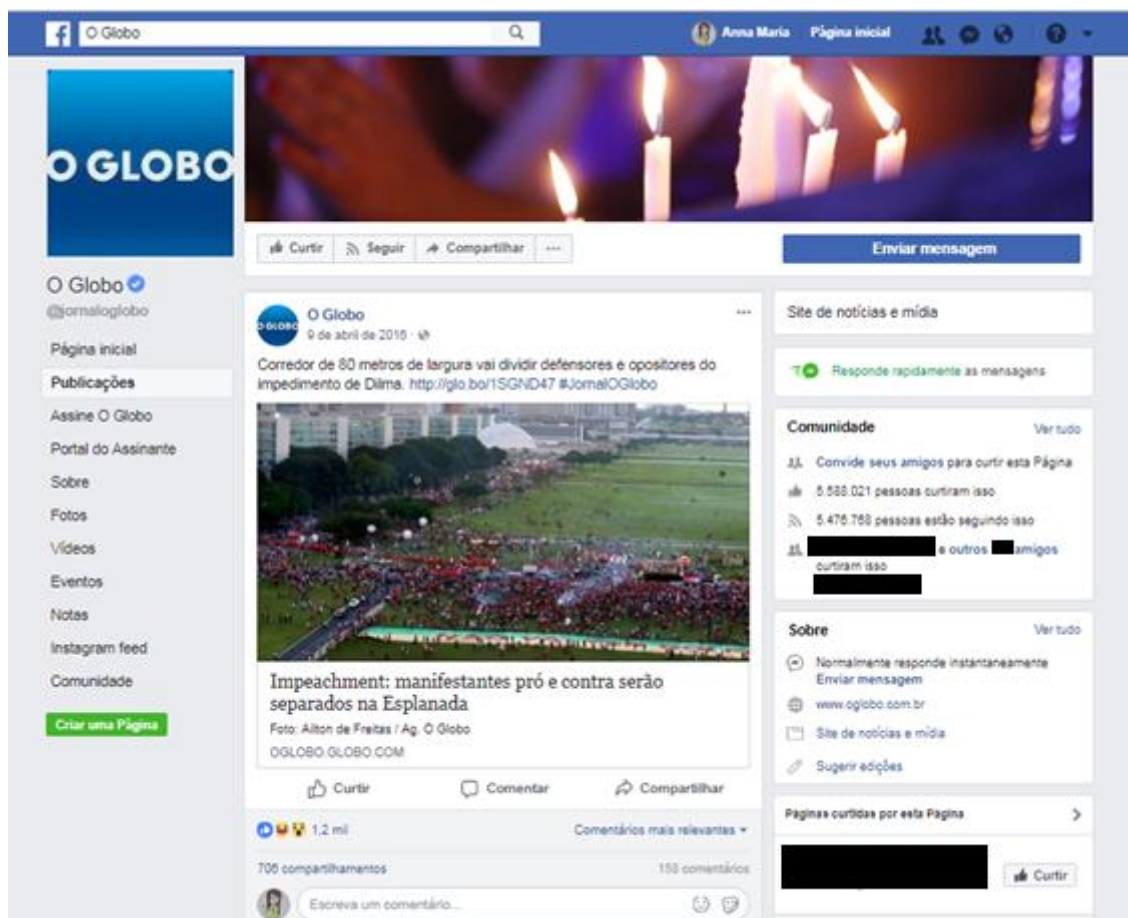 O Globo
Anna Maria Página inicial
O GLOBO
Curtir Seguir Compartilhar ...
Enviar mensagem
O Globo
@jornaloglobo
Página inicial
Publicações
Assine O Globo
Portal do Assinante
Sobre
Fotos
Vídeos
Eventos
Notas
Instagram feed
Comunidade
Criar uma Página
O GLOBO
O Globo
9 de abril de 2016
Corredor de 80 metros de largura vai dividir defensores e opositores do
impedimento de Dilma. http://glo.bo/1SGND47 #JornalOGlobo
Impeachment: manifestantes pró e contra serão
separados na Esplanada
Foto: Ailton de Freitas / Ag. O Globo
OGLOBO.GLOBO.COM
Curtir Comentar Compartilhar
1,2 mil Comentários mais relevantes
compartilhamentos comentários
Escreva um comentário...
Site de notícias e mídia
Responde rapidamente as mensagens
Comunidade Ver tudo
Convide seus amigos para curtir esta Página
5.588.021 pessoas curtiram isso
5.476.768 pessoas estão seguindo isso
e outros amigos
curtiram isso
Sobre Ver tudo
Normalmente responde instantaneamente
Enviar mensagem
www.oglobo.com.br
Site de notícias e mídia
Sugerir edições
Páginas curtidas por esta Página
Curtir